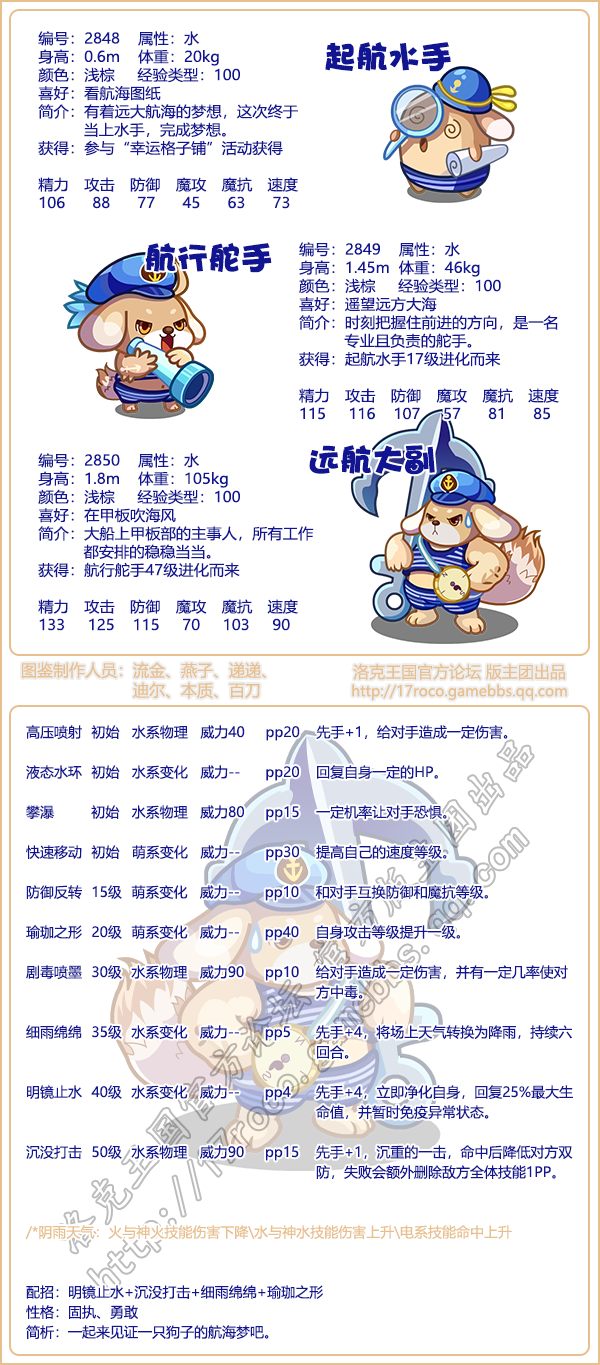 起航水手
编号：2848 属性：水
身高：0.6m 体重：20kg
颜色：浅棕 经验类型：100
喜好：看航海图纸
简介：有着远大航海的梦想，这次终于
当上水手，完成梦想。
获得：参与“幸运格子铺”活动获得
精力 攻击 防御 魔攻 魔抗 速度
106 88 77 45 63 73
航行舵手
编号：2849 属性：水
身高：1.45m 体重：46kg
颜色：浅棕 经验类型：100
喜好：遥望远方大海
简介：时刻把握住前进的方向，是一名
专业且负责的舵手。
获得：起航水手17级进化而来
精力 攻击 防御 魔攻 魔抗 速度
115 116 107 57 81 85
远航大副
编号：2850 属性：水
身高：1.8m 体重：105kg
颜色：浅棕 经验类型：100
喜好：在甲板吹海风
简介：大船上甲板部的主事人，所有工作
都安排的稳稳当当。
获得：航行舵手47级进化而来
精力 攻击 防御 魔攻 魔抗 速度
133 125 115 70 103 90
图鉴制作人员：流金、燕子、递递、
迪尔、本质、百刀
洛克王国官方论坛 版主团出品
http://17roco.gamebbs.qq.com
高压喷射 初始 水系物理 威力40 pp20 先手+1，给对手造成一定伤害。
液态水环 初始 水系变化 威力-- pp20 回复自身一定的HP。
攀瀑 初始 水系物理 威力80 pp15 一定机率让对手恐惧。
快速移动 初始 萌系变化 威力-- pp30 提高自己的速度等级。
防御反转 15级 萌系变化 威力-- pp10 和对手互换防御和魔抗等级。
瑜珈之形 20级 萌系变化 威力-- pp40 自身攻击等级提升一级。
剧毒喷墨 30级 水系物理 威力90 pp10 给对手造成一定伤害，并有一定几率使对
方中毒。
细雨绵绵 35级 水系变化 威力-- pp5 先手+4，将场上天气转换为降雨，持续六
回合。
明镜止水 40级 水系变化 威力-- pp4 先手+4，立即净化自身，回复25%最大生
命值，并暂时免疫异常状态。
沉没打击 50级 水系物理 威力90 pp15 先手+1，沉重的一击，命中后降低对方双
防，失败会额外删除敌方全体技能1PP。
/*阴雨天气：火与神火技能伤害下降\水与神水技能伤害上升\电系技能命中上升
配招：明镜止水+沉没打击+细雨绵绵+瑜珈之形
性格：固执、勇敢
简析：一起来见证一只狗子的航海梦吧。
洛克王国官方论坛 版主团出品
http://17roco.gamebbs.qq.com